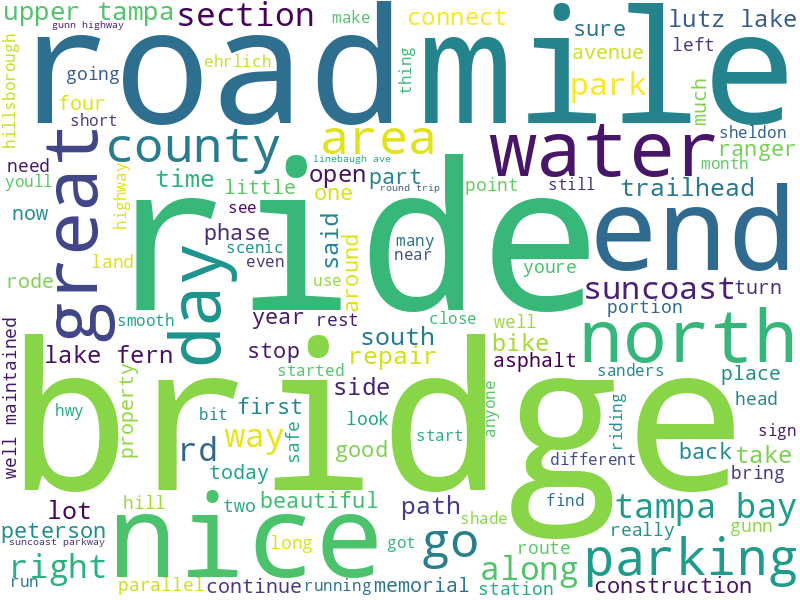 upper tampa
gunn highway
section
make
connect
sure
lutz lake
road
mile
hillsborough
going
ehrlich
thing
avenue
left
four
short
park
much
great
county
area
water
sheldon
ranger
month
linebaugh ave
need
youll
highway
time
little
open
part
round trip
one
point
still
trailhead
now
ride
end
phase
see
said
many
near
scenic
even
around
day
land
use
youre
rode
suncoast
turn
portion
smooth
year
rest
close
well
north
well maintained
lake fern
stop
south
repair
bike
asphalt
started
sanders
place
bridge
property
side
hwy
bit
first
look
anyone
head
way
safe
start
riding
sign
rd
good
today
different
back
take
bring
nice
hill
two
beautiful
path
shade
find
tampa bay
lot
peterson
go
really
gunn
suncoast parkway
long
got
route
right
along
parking
run
parallel
continue
running
memorial
station
construction